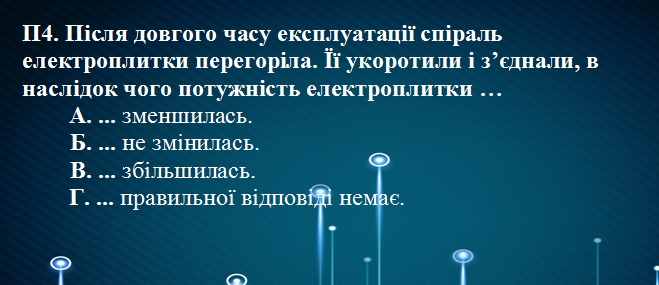 П4. Після довгого часу експлуатації спіраль
електроплитки перегоріла. Її укоротили і з’єднали, в
наслідок чого потужність електроплитки …
А. ... зменшилась.
Б. ... не змінилась.
В. ... збільшилась.
Г. ... правильної відповіді немає.